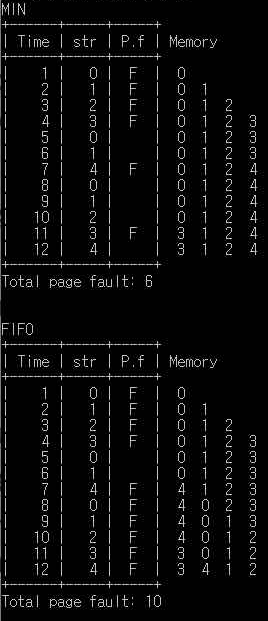 MIN
+------+-----+-----+
| Time | str | P.f | Memory
+------+-----+-----+
| 1 | 0 | F | 0
| 2 | 1 | F | 0 1
| 3 | 2 | F | 0 1 2
| 4 | 3 | F | 0 1 2 3
| 5 | 0 | | 0 1 2 3
| 6 | 1 | | 0 1 2 3
| 7 | 4 | F | 0 1 2 4
| 8 | 0 | | 0 1 2 4
| 9 | 1 | | 0 1 2 4
| 10 | 2 | | 0 1 2 4
| 11 | 3 | F | 3 1 2 4
| 12 | 4 | | 3 1 2 4
+------+-----+-----+
Total page fault: 6
FIFO
+------+-----+-----+
| Time | str | P.f | Memory
+------+-----+-----+
| 1 | 0 | F | 0
| 2 | 1 | F | 0 1
| 3 | 2 | F | 0 1 2
| 4 | 3 | F | 0 1 2 3
| 5 | 0 | | 0 1 2 3
| 6 | 1 | | 0 1 2 3
| 7 | 4 | F | 4 1 2 3
| 8 | 0 | F | 4 0 2 3
| 9 | 1 | F | 4 0 1 3
| 10 | 2 | F | 4 0 1 2
| 11 | 3 | F | 3 0 1 2
| 12 | 4 | F | 3 4 1 2
+------+-----+-----+
Total page fault: 10